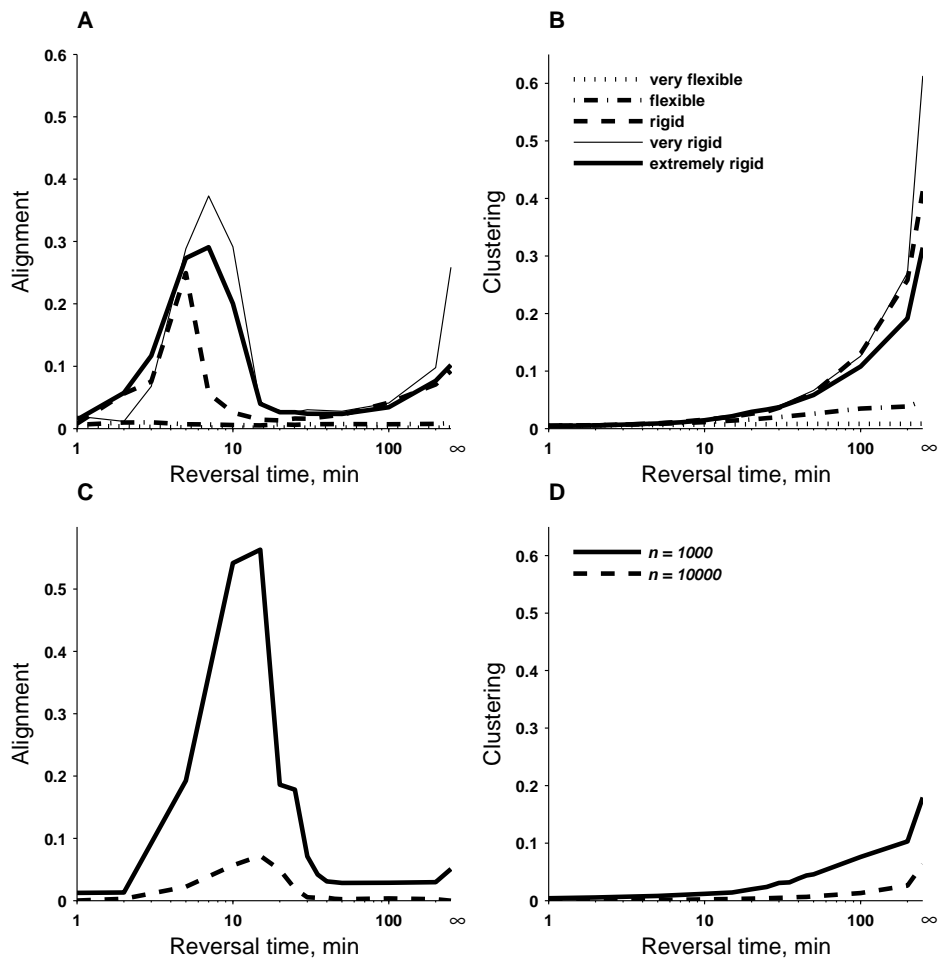 A
0.6
0.5
0.4
0.3
0.2
0.1
0
Alignment
1
10
100
∞
Reversal time, min
B
0.6
0.5
0.4
0.3
0.2
0.1
0
Clustering
very flexible
flexible
rigid
very rigid
extremely rigid
1
10
100
∞
Reversal time, min
C
0.5
0.4
0.3
0.2
0.1
0
Alignment
1
10
100
∞
Reversal time, min
D
0.6
0.5
0.4
0.3
0.2
0.1
0
Clustering
n = 1000
n = 10000
1
10
100
∞
Reversal time, min